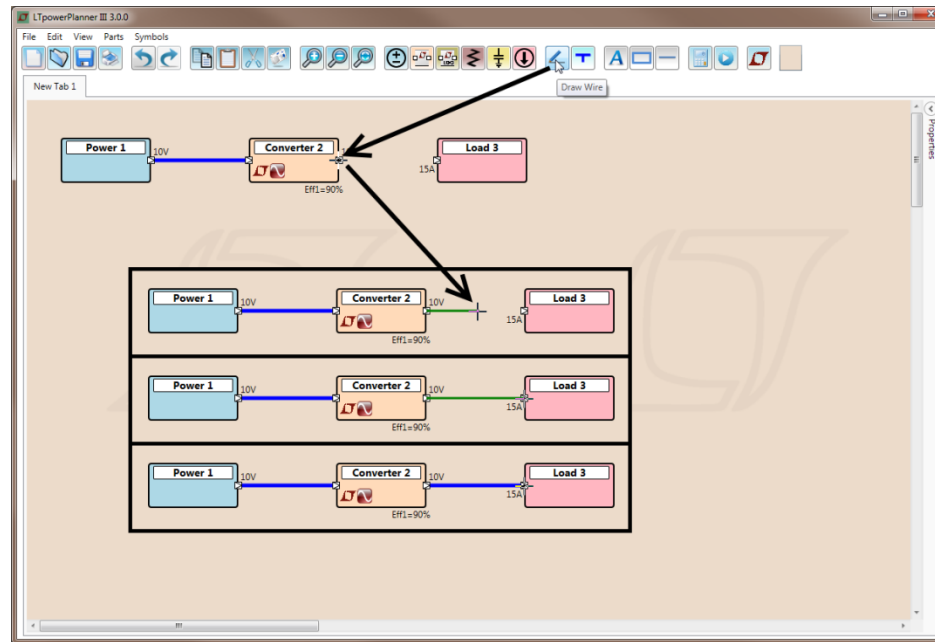 LTpowerPlanner III 3.0.0
File Edit View Parts Symbols
A
Draw Wire
New Tab 1
Properties
Power 1
10V
Converter 2
Eff1=90%
Load 3
15A
Power 1
10V
Converter 2
10V
Eff1=90%
Load 3
15A
Power 1
10V
Converter 2
10V
Eff1=90%
Load 3
15A
Power 1
10V
Converter 2
10V
Eff1=90%
Load 3
15A